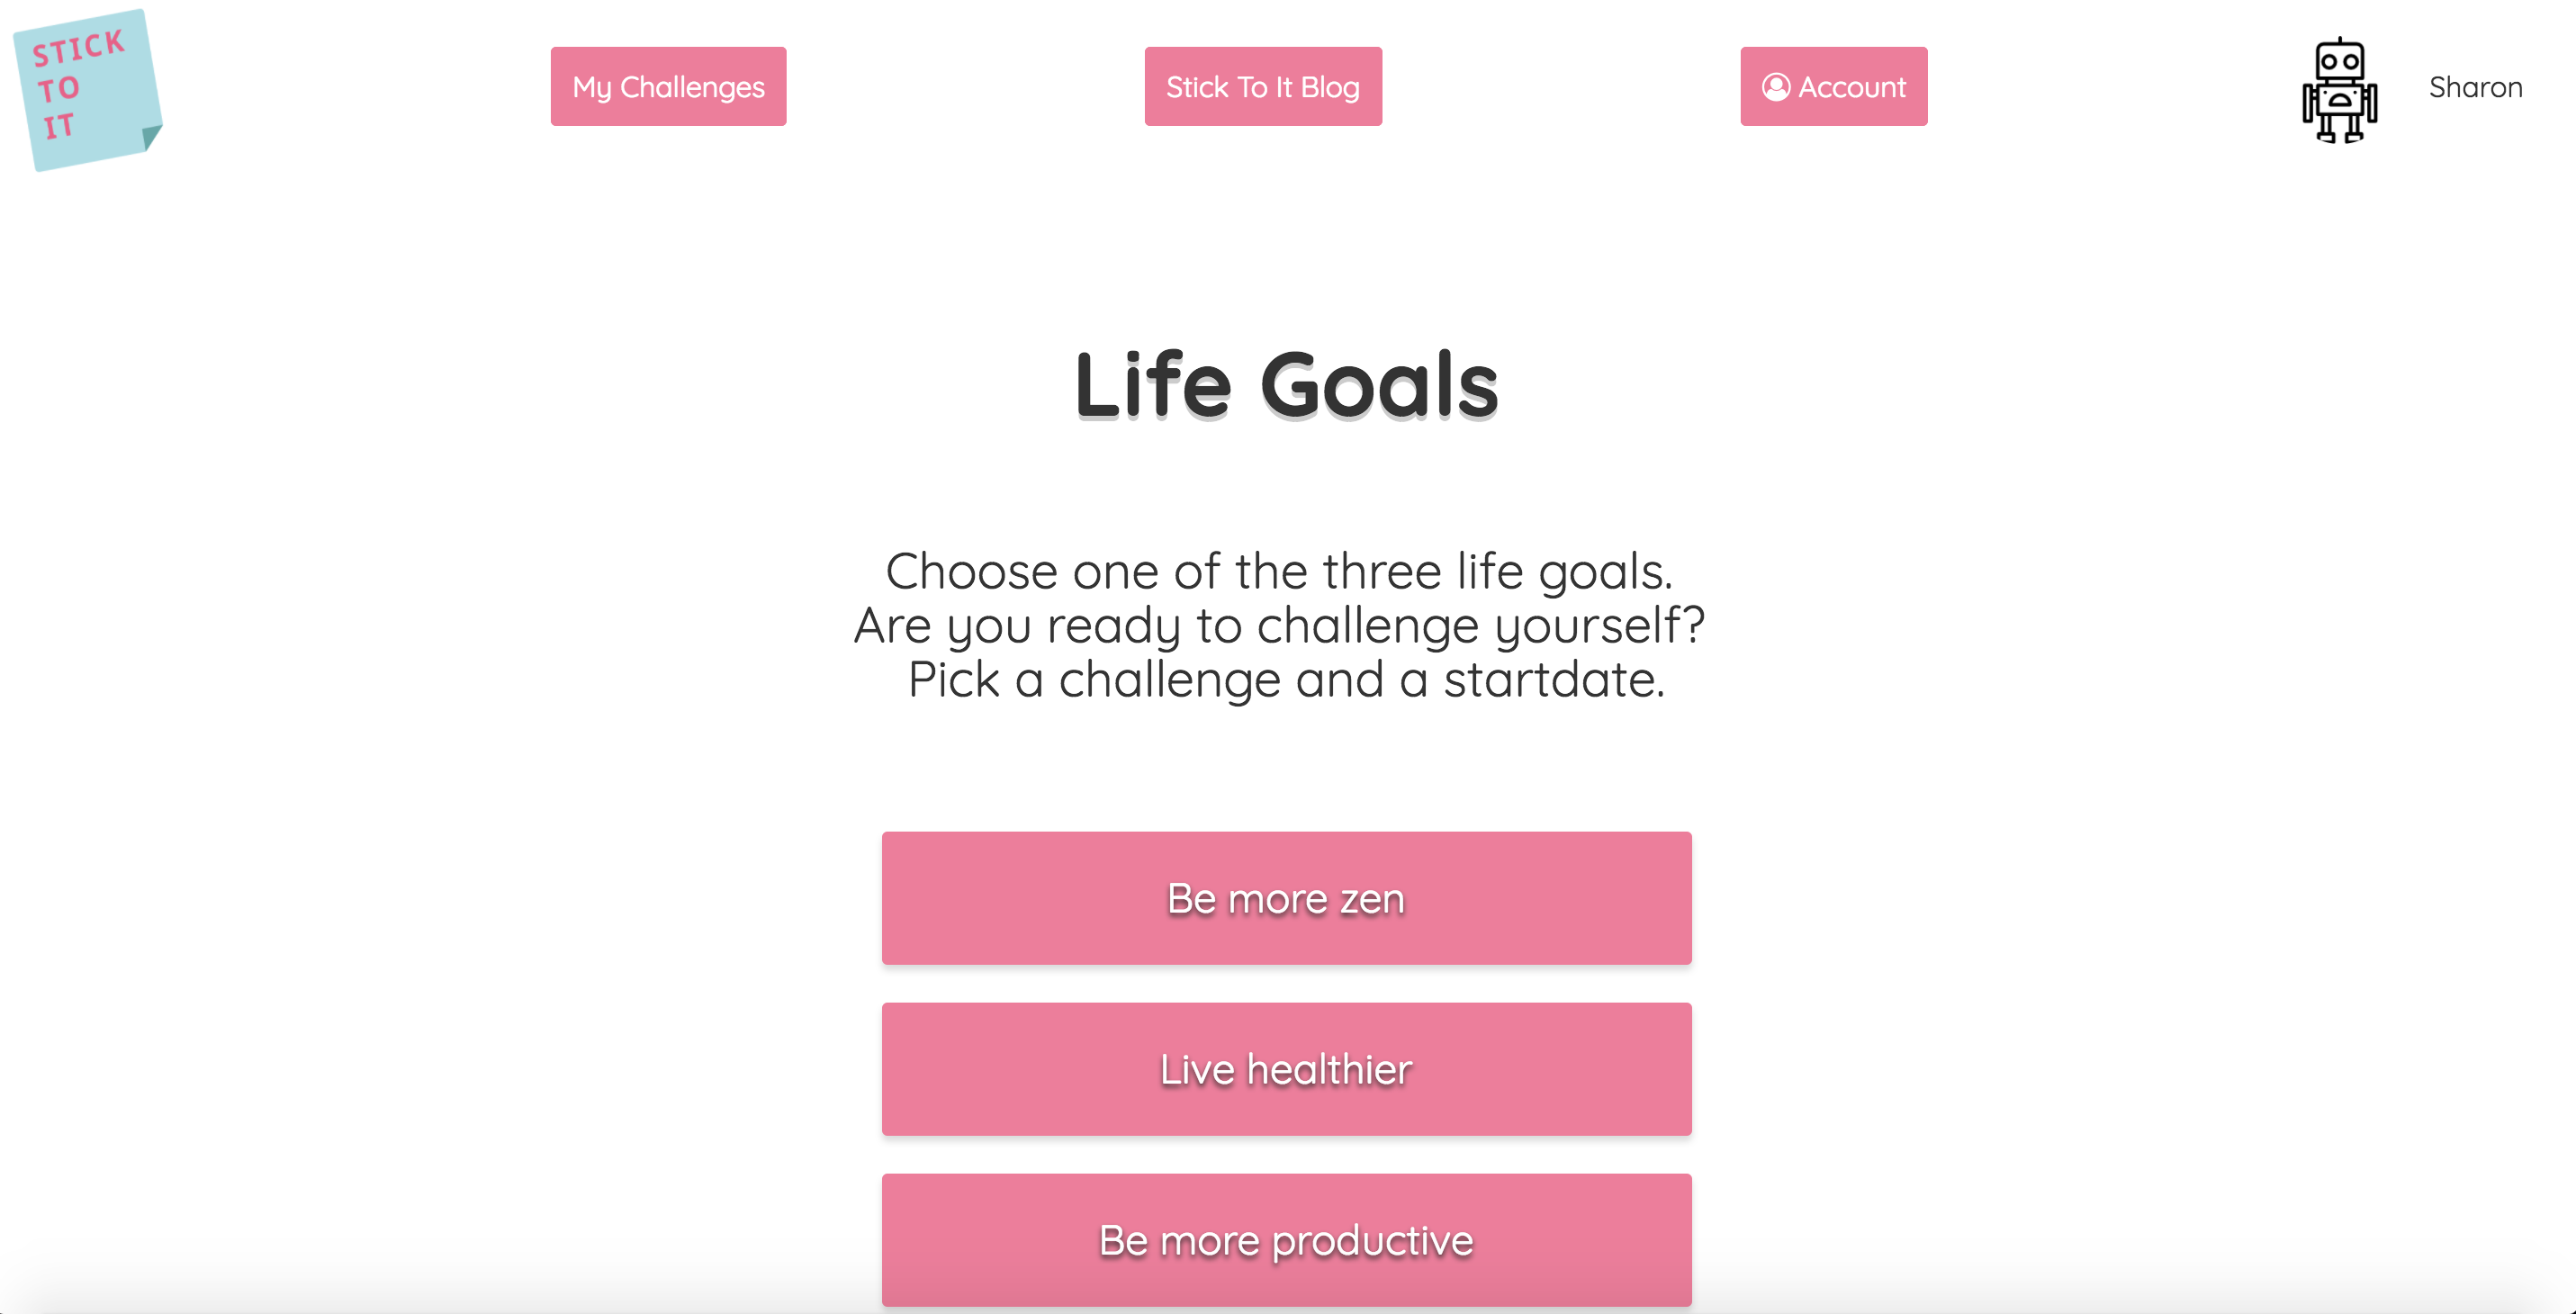 STICK
TO
IT
My Challenges
Stick To It Blog
Account
Sharon
Life Goals
Choose one of the three life goals.
Are you ready to challenge yourself?
Pick a challenge and a startdate.
Be more zen
Live healthier
Be more productive